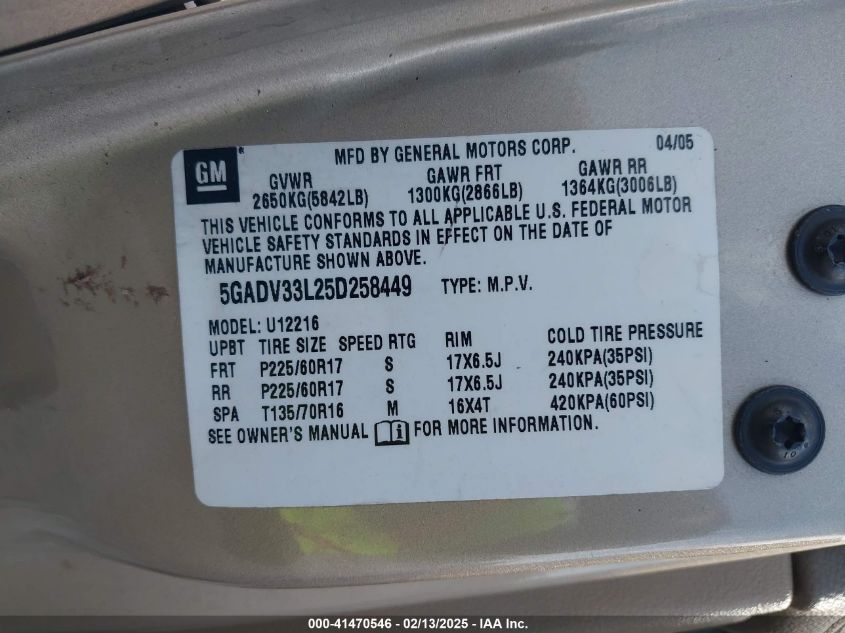 GM
MFD BY GENERAL MOTORS CORP. 04/05
GVWR GAWR FRT GAWR RR
2650KG(5842LB) 1300KG(2866LB) 1364KG(3006LB)
THIS VEHICLE CONFORMS TO ALL APPLICABLE U.S. FEDERAL MOTOR
VEHICLE SAFETY STANDARDS IN EFFECT ON THE DATE OF
MANUFACTURE SHOWN ABOVE.
5GADV33L25D258449 TYPE: M.P.V.
MODEL: U12216
UPBT TIRE SIZE SPEED RTG RIM COLD TIRE PRESSURE
FRT P225/60R17 S 17X6.5J 240KPA(35PSI)
RR P225/60R17 S 17X6.5J 240KPA(35PSI)
SPA T135/70R16 M 16X4T 420KPA(60PSI)
SEE OWNER'S MANUAL i FOR MORE INFORMATION.
000-41470546 - 02/13/2025 - IAA Inc.